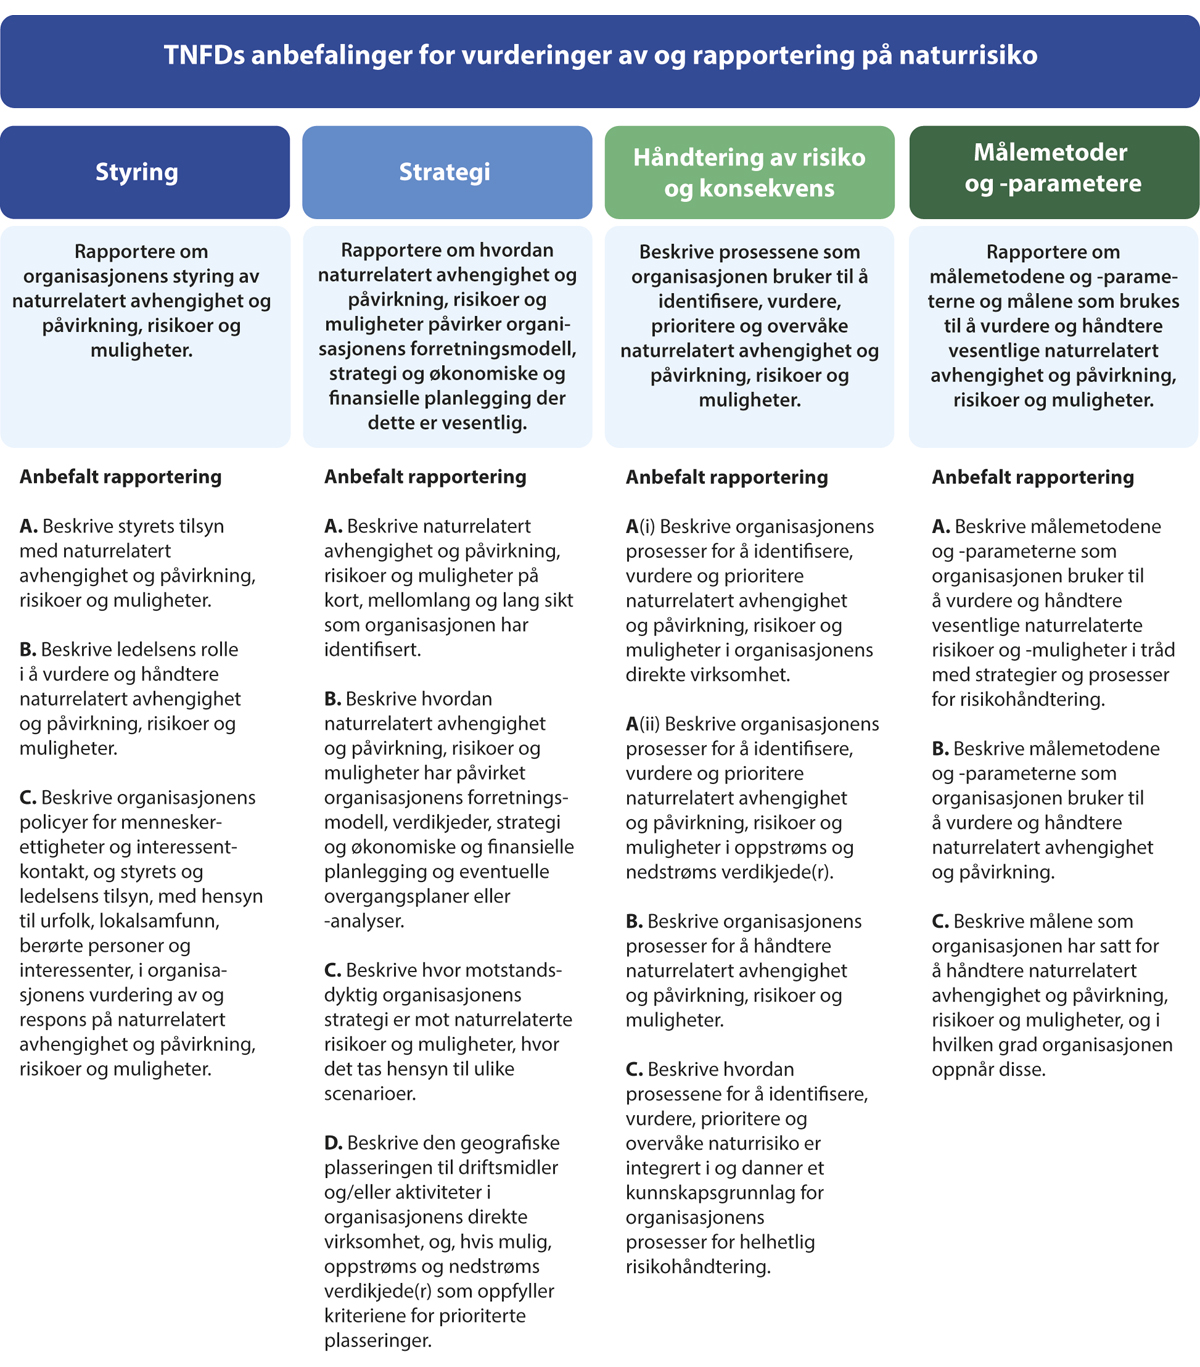 TNFDs anbefalinger for vurderinger av og rapportering på naturrisiko
Styring
Rapportere om
organisasjonens styring av
naturrelatert avhengighet og
påvirkning, risikoer og
muligheter.
Anbefalt rapportering
A. Beskrive styrets tilsyn
med naturrelatert
avhengighet og påvirkning,
risikoer og muligheter.
B. Beskrive ledelsens rolle
i å vurdere og håndtere
naturrelatert avhengighet
og påvirkning, risikoer og
muligheter.
C. Beskrive organisasjonens
policyer for mennesker-
ettigheter og interessent-
kontakt, og styrets og
ledelsens tilsyn, med hensyn
til urfolk, lokalsamfunn,
berørte personer og
interessenter, i organisa-
sjonens vurdering av og
respons på naturrelatert
avhengighet og påvirkning,
risikoer og muligheter.
Strategi
Rapportere om hvordan
naturrelatert avhengighet og
påvirkning, risikoer og
muligheter påvirker organi-
sasjonens forretningsmodell,
strategi og økonomiske og
finansielle planlegging der
dette er vesentlig.
Anbefalt rapportering
A. Beskrive naturrelatert
avhengighet og påvirkning,
risikoer og muligheter på
kort, mellomlang og lang sikt
som organisasjonen har
identifisert.
B. Beskrive hvordan
naturrelatert avhengighet
og påvirkning, risikoer og
muligheter har påvirket
organisasjonens forretnings-
modell, verdikjeder, strategi
og økonomiske og finansielle
planlegging og eventuelle
overgangsplaner eller
-analyser.
C. Beskrive hvor motstands-
dyktig organisasjonens
strategi er mot naturrelaterte
risikoer og muligheter, hvor
det tas hensyn til ulike
scenarioer.
D. Beskrive den geografiske
plasseringen til driftsmidler
og/eller aktiviteter i
organisasjonens direkte
virksomhet, og, hvis mulig,
oppstrøms og nedstrøms
verdikjede(r) som oppfyller
kriteriene for prioriterte
plasseringer.
Håndtering av risiko
og konsekvens
Beskrive prosessene som
organisasjonen bruker til å
identifisere, vurdere,
prioritere og overvåke
naturrelatert avhengighet og
påvirkning, risikoer og
muligheter.
Anbefalt rapportering
A(i) Beskrive organisasjonens
prosesser for å identifisere,
vurdere og prioritere
naturrelatert avhengighet
og påvirkning, risikoer og
muligheter i organisasjonens
direkte virksomhet.
A(ii) Beskrive organisasjonens
prosesser for å identifisere,
vurdere og prioritere
naturrelatert avhengighet
og påvirkning, risikoer og
muligheter i oppstrøms og
nedstrøms verdikjede(r).
B. Beskrive organisasjonens
prosesser for å håndtere
naturrelatert avhengighet
og påvirkning, risikoer og
muligheter.
C. Beskrive hvordan
prosessene for å identifisere,
vurdere, prioritere og
overvåke naturrisiko er
integrert i og danner et
kunnskapsgrunnlag for
organisasjonens
prosesser for helhetlig
risikohåndtering.
Målemetoder
og -parametere
Rapportere om
målemetodene og -parame-
terne og målene som brukes
til å vurdere og håndtere
vesentlige naturrelatert
avhengighet og påvirkning,
risikoer og muligheter.
Anbefalt rapportering
A. Beskrive målemetodene
og -parameterne som
organisasjonen bruker til
å vurdere og håndtere
vesentlige naturrelaterte
risikoer og -muligheter i tråd
med strategier og prosesser
for risikohåndtering.
B. Beskrive målemetodene
og -parameterne som
organisasjonen bruker til
å vurdere og håndtere
naturrelatert avhengighet
og påvirkning.
C. Beskrive målene som
organisasjonen har satt for
å håndtere naturrelatert
avhengighet og påvirkning,
risikoer og muligheter, og i
hvilken grad organisasjonen
oppnår disse.